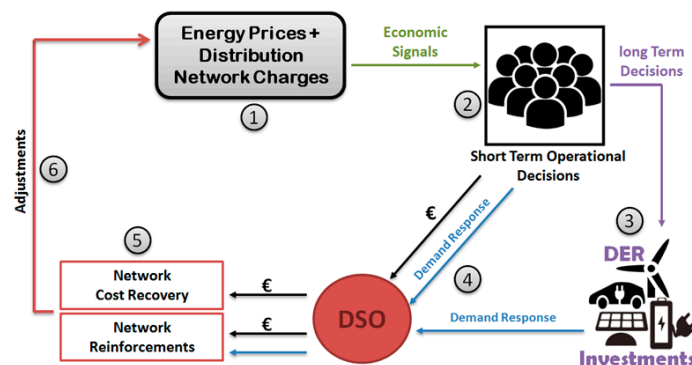 Energy Prices +
Distribution
Network Charges
1
Economic
Signals
2
long Term
Decisions
Short Term Operational
Decisions
3
DER
Investments
€
Demand Response
4
Demand Response
DSO
5
Network
Cost Recovery
€
Network
Reinforcements
€
6
Adjustments